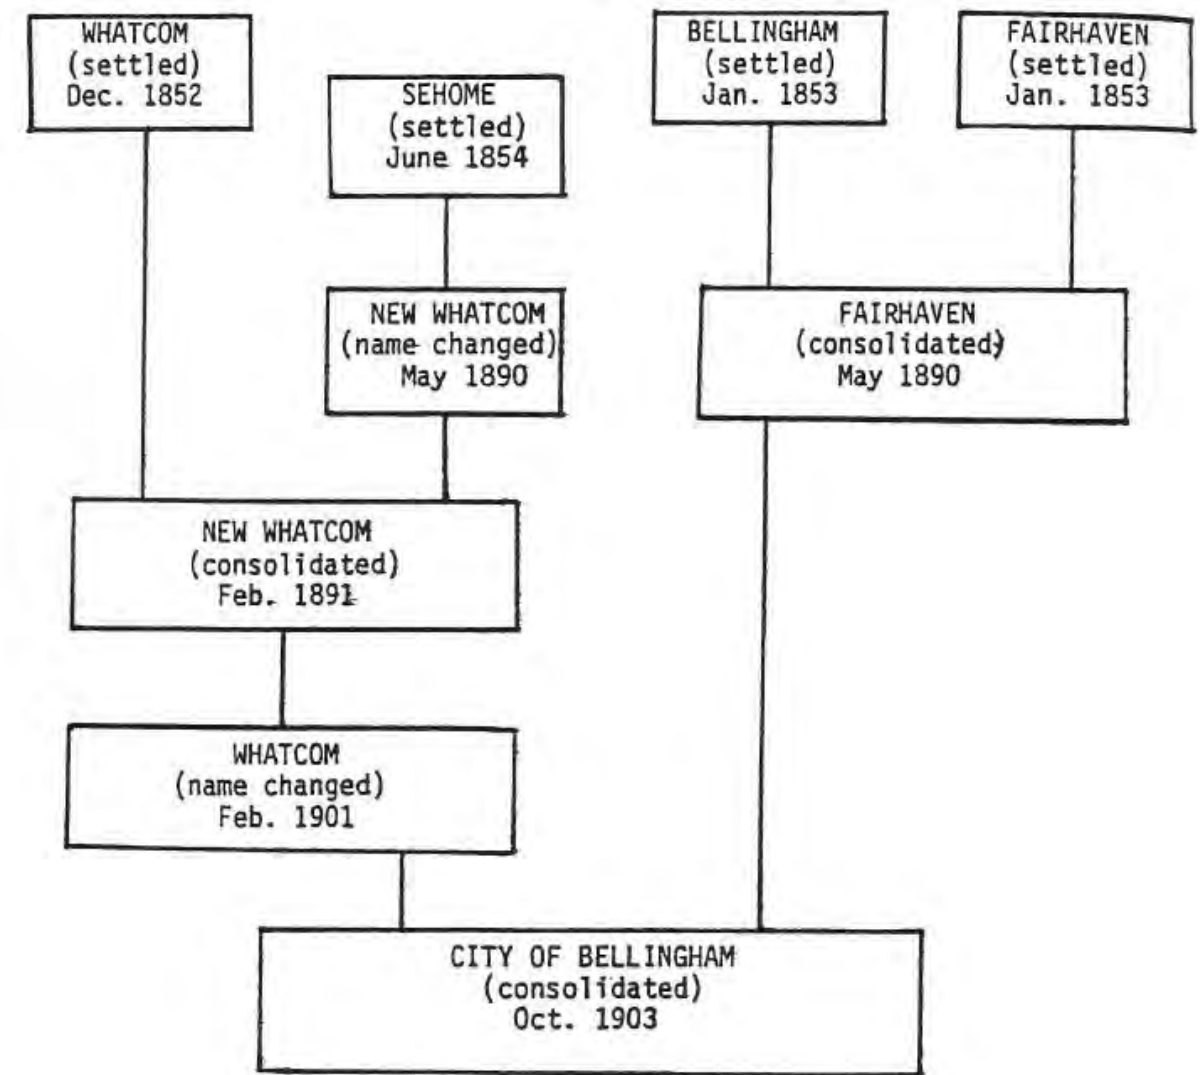 WHATCOM
(settled)
Dec. 1852
SEHOME
(settled)
June 1854
BELLINGHAM
(settled)
Jan. 1853
FAIRHAVEN
(settled)
Jan. 1853
NEW WHATCOM
(name changed)
May 1890
FAIRHAVEN
(consolidated)
May 1890
NEW WHATCOM
(consolidated)
Feb. 1891
WHATCOM
(name changed)
Feb. 1901
CITY OF BELLINGHAM
(consolidated)
Oct. 1903